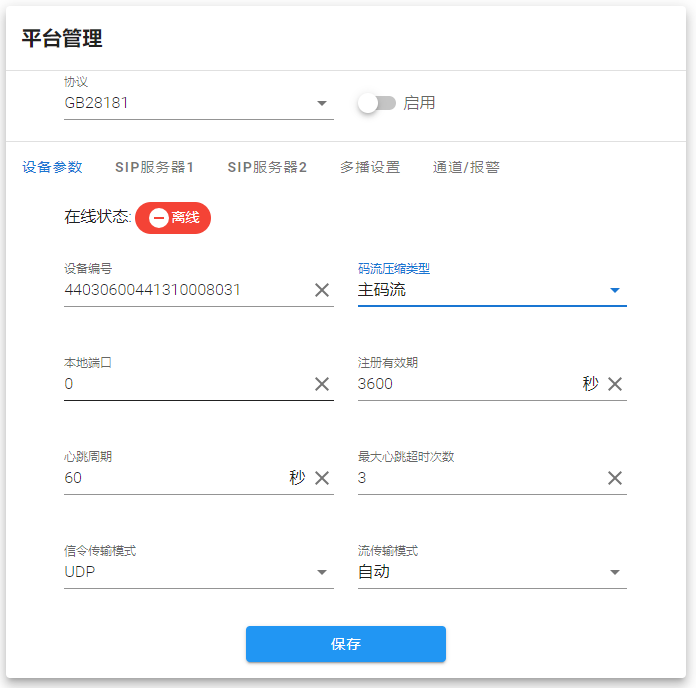 平台管理
协议
GB28181
启用
设备参数 SIP服务器1 SIP服务器2 多播设置 通道/报警
在线状态: 离线
设备编号 码流压缩类型
44030600441310008031 主码流
本地端口 注册有效期
0 3600 秒
心跳周期 最大心跳超时次数
60 秒 3
信令传输模式 流传输模式
UDP 自动
保存